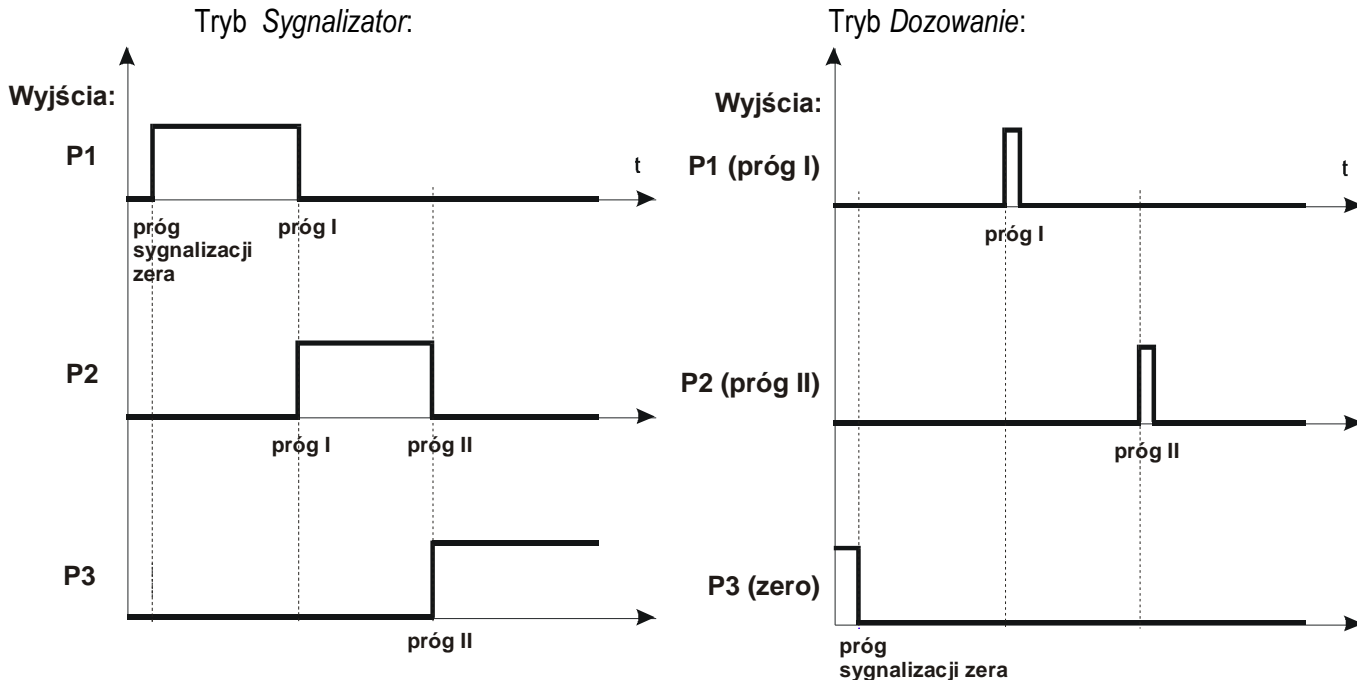 Tryb Sygnalizator:
Wyjścia:
P1
t
próg
sygnalizacji
zera
próg I
P2
próg I
próg II
P3
próg II
Tryb Dozowanie:
Wyjścia:
P1 (próg I)
t
próg I
P2 (próg II)
próg II
P3 (zero)
próg
sygnalizacji zera